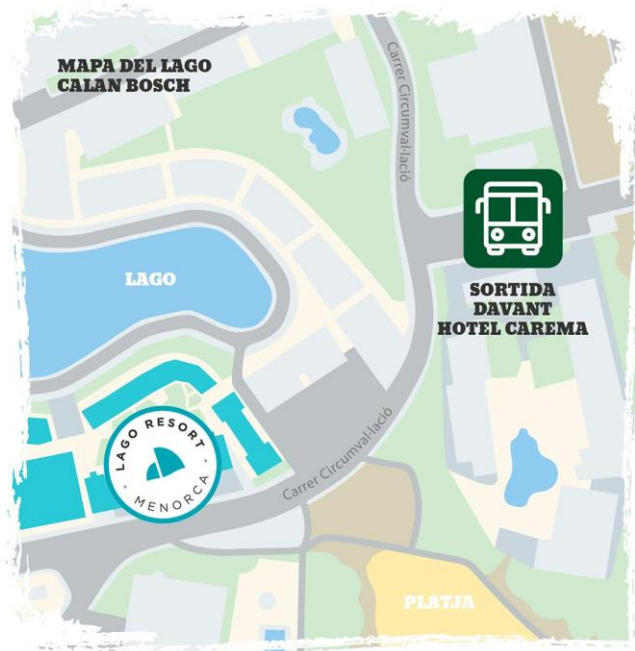 MAPA DEL LAGO
CALAN BOSCH
Carrer Circumval·lació
SORTIDA
DAVANT
HOTEL CAREMA
LAGO
LAGO RESORT
· MENORCA ·
Carrer Circumval·lació
PLATJA